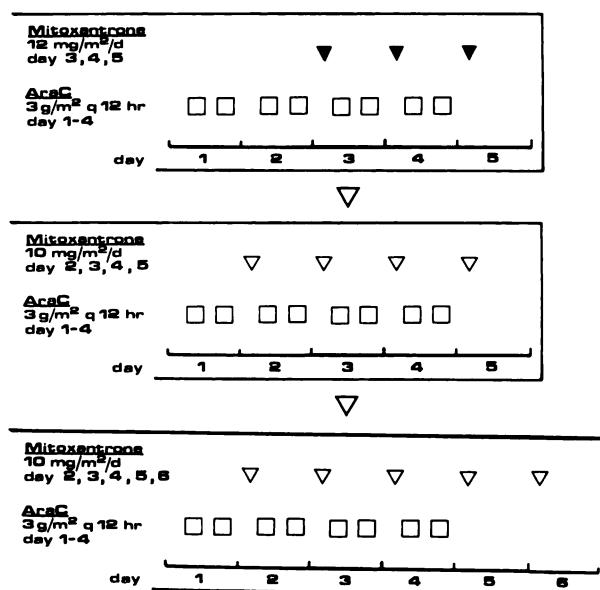 Mitoxantrone
12 mg/m²/d
day 3,4,5
AraC
3g/m² q 12 hr
day 1-4
day 1 2 3 4 5
Mitoxantrone
10 mg/m²/d
day 2,3,4,5
AraC
3g/m² q 12 hr
day 1-4
day 1 2 3 4 5
Mitoxantrone
10 mg/m²/d
day 2,3,4,5,6
AraC
3g/m² q 12 hr
day 1-4
day 1 2 3 4 5 6